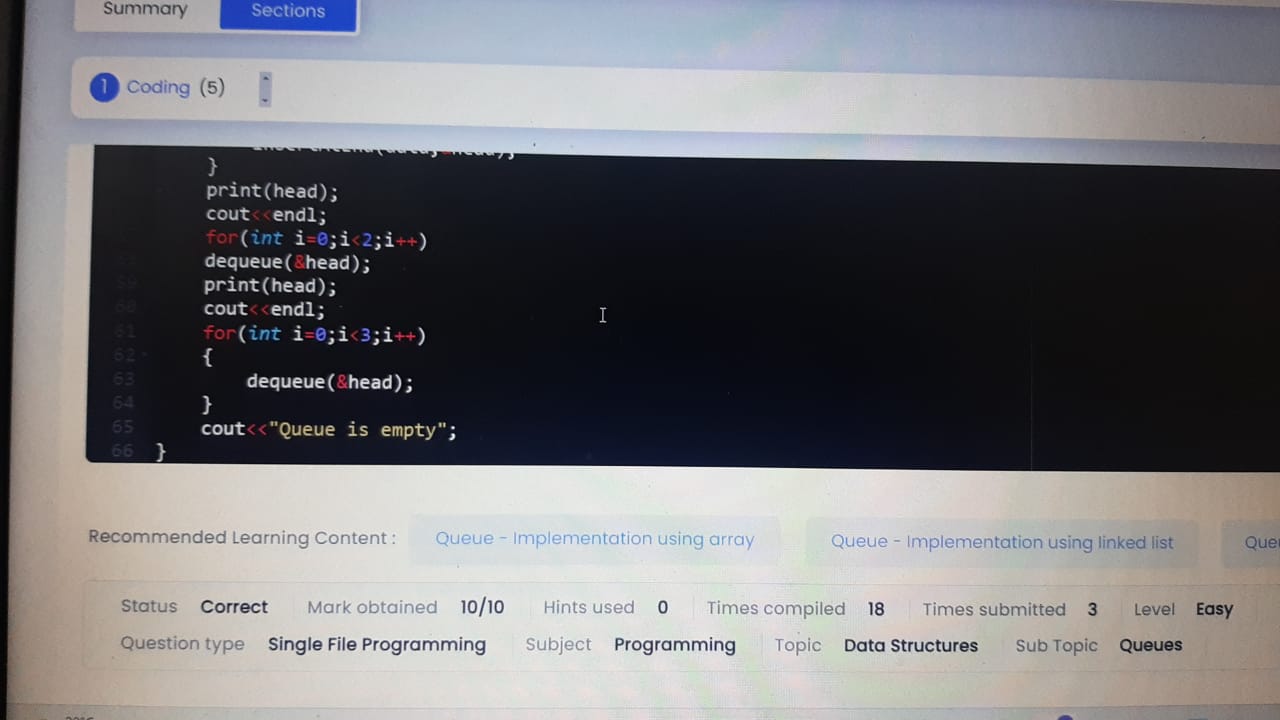 Summary Sections
1 Coding (5)
}
print(head);
cout<<endl;
for(int i=0;i<2;i++)
dequeue(&head);
59 print(head);
60 cout<<endl;
61 for(int i=0;i<3;i++)
62 {
63 dequeue(&head);
64 }
65 cout<<"Queue is empty";
66 }
Recommended Learning Content : Queue - Implementation using array Queue - Implementation using linked list
Status Correct Mark obtained 10/10 Hints used 0 Times compiled 18 Times submitted 3 Level Easy
Question type Single File Programming Subject Programming Topic Data Structures Sub Topic Queues